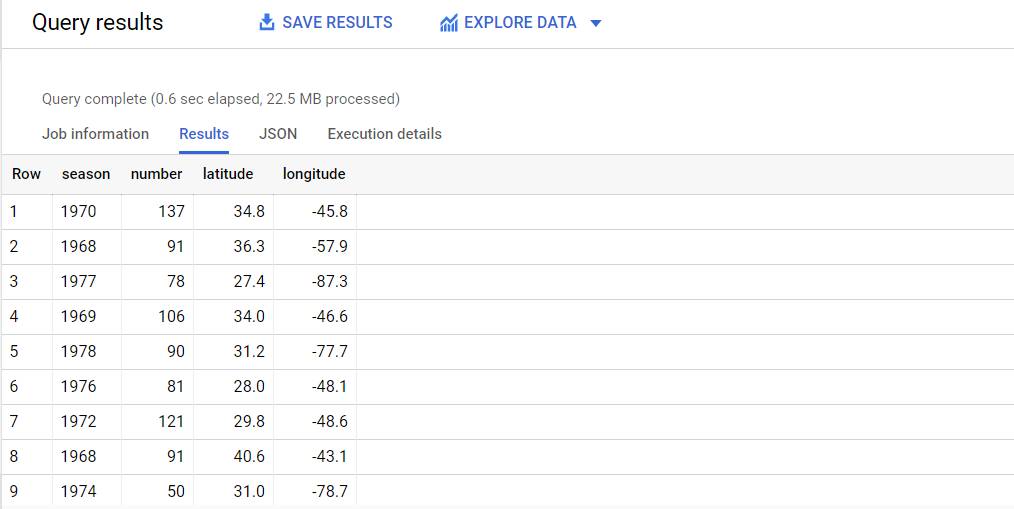 Query results SAVE RESULTS EXPLORE DATA
Query complete (0.6 sec elapsed, 22.5 MB processed)
Job information Results JSON Execution details
Row season number latitude longitude
1 1970 137 34.8 -45.8
2 1968 91 36.3 -57.9
3 1977 78 27.4 -87.3
4 1969 106 34.0 -46.6
5 1978 90 31.2 -77.7
6 1976 81 28.0 -48.1
7 1972 121 29.8 -48.6
8 1968 91 40.6 -43.1
9 1974 50 31.0 -78.7